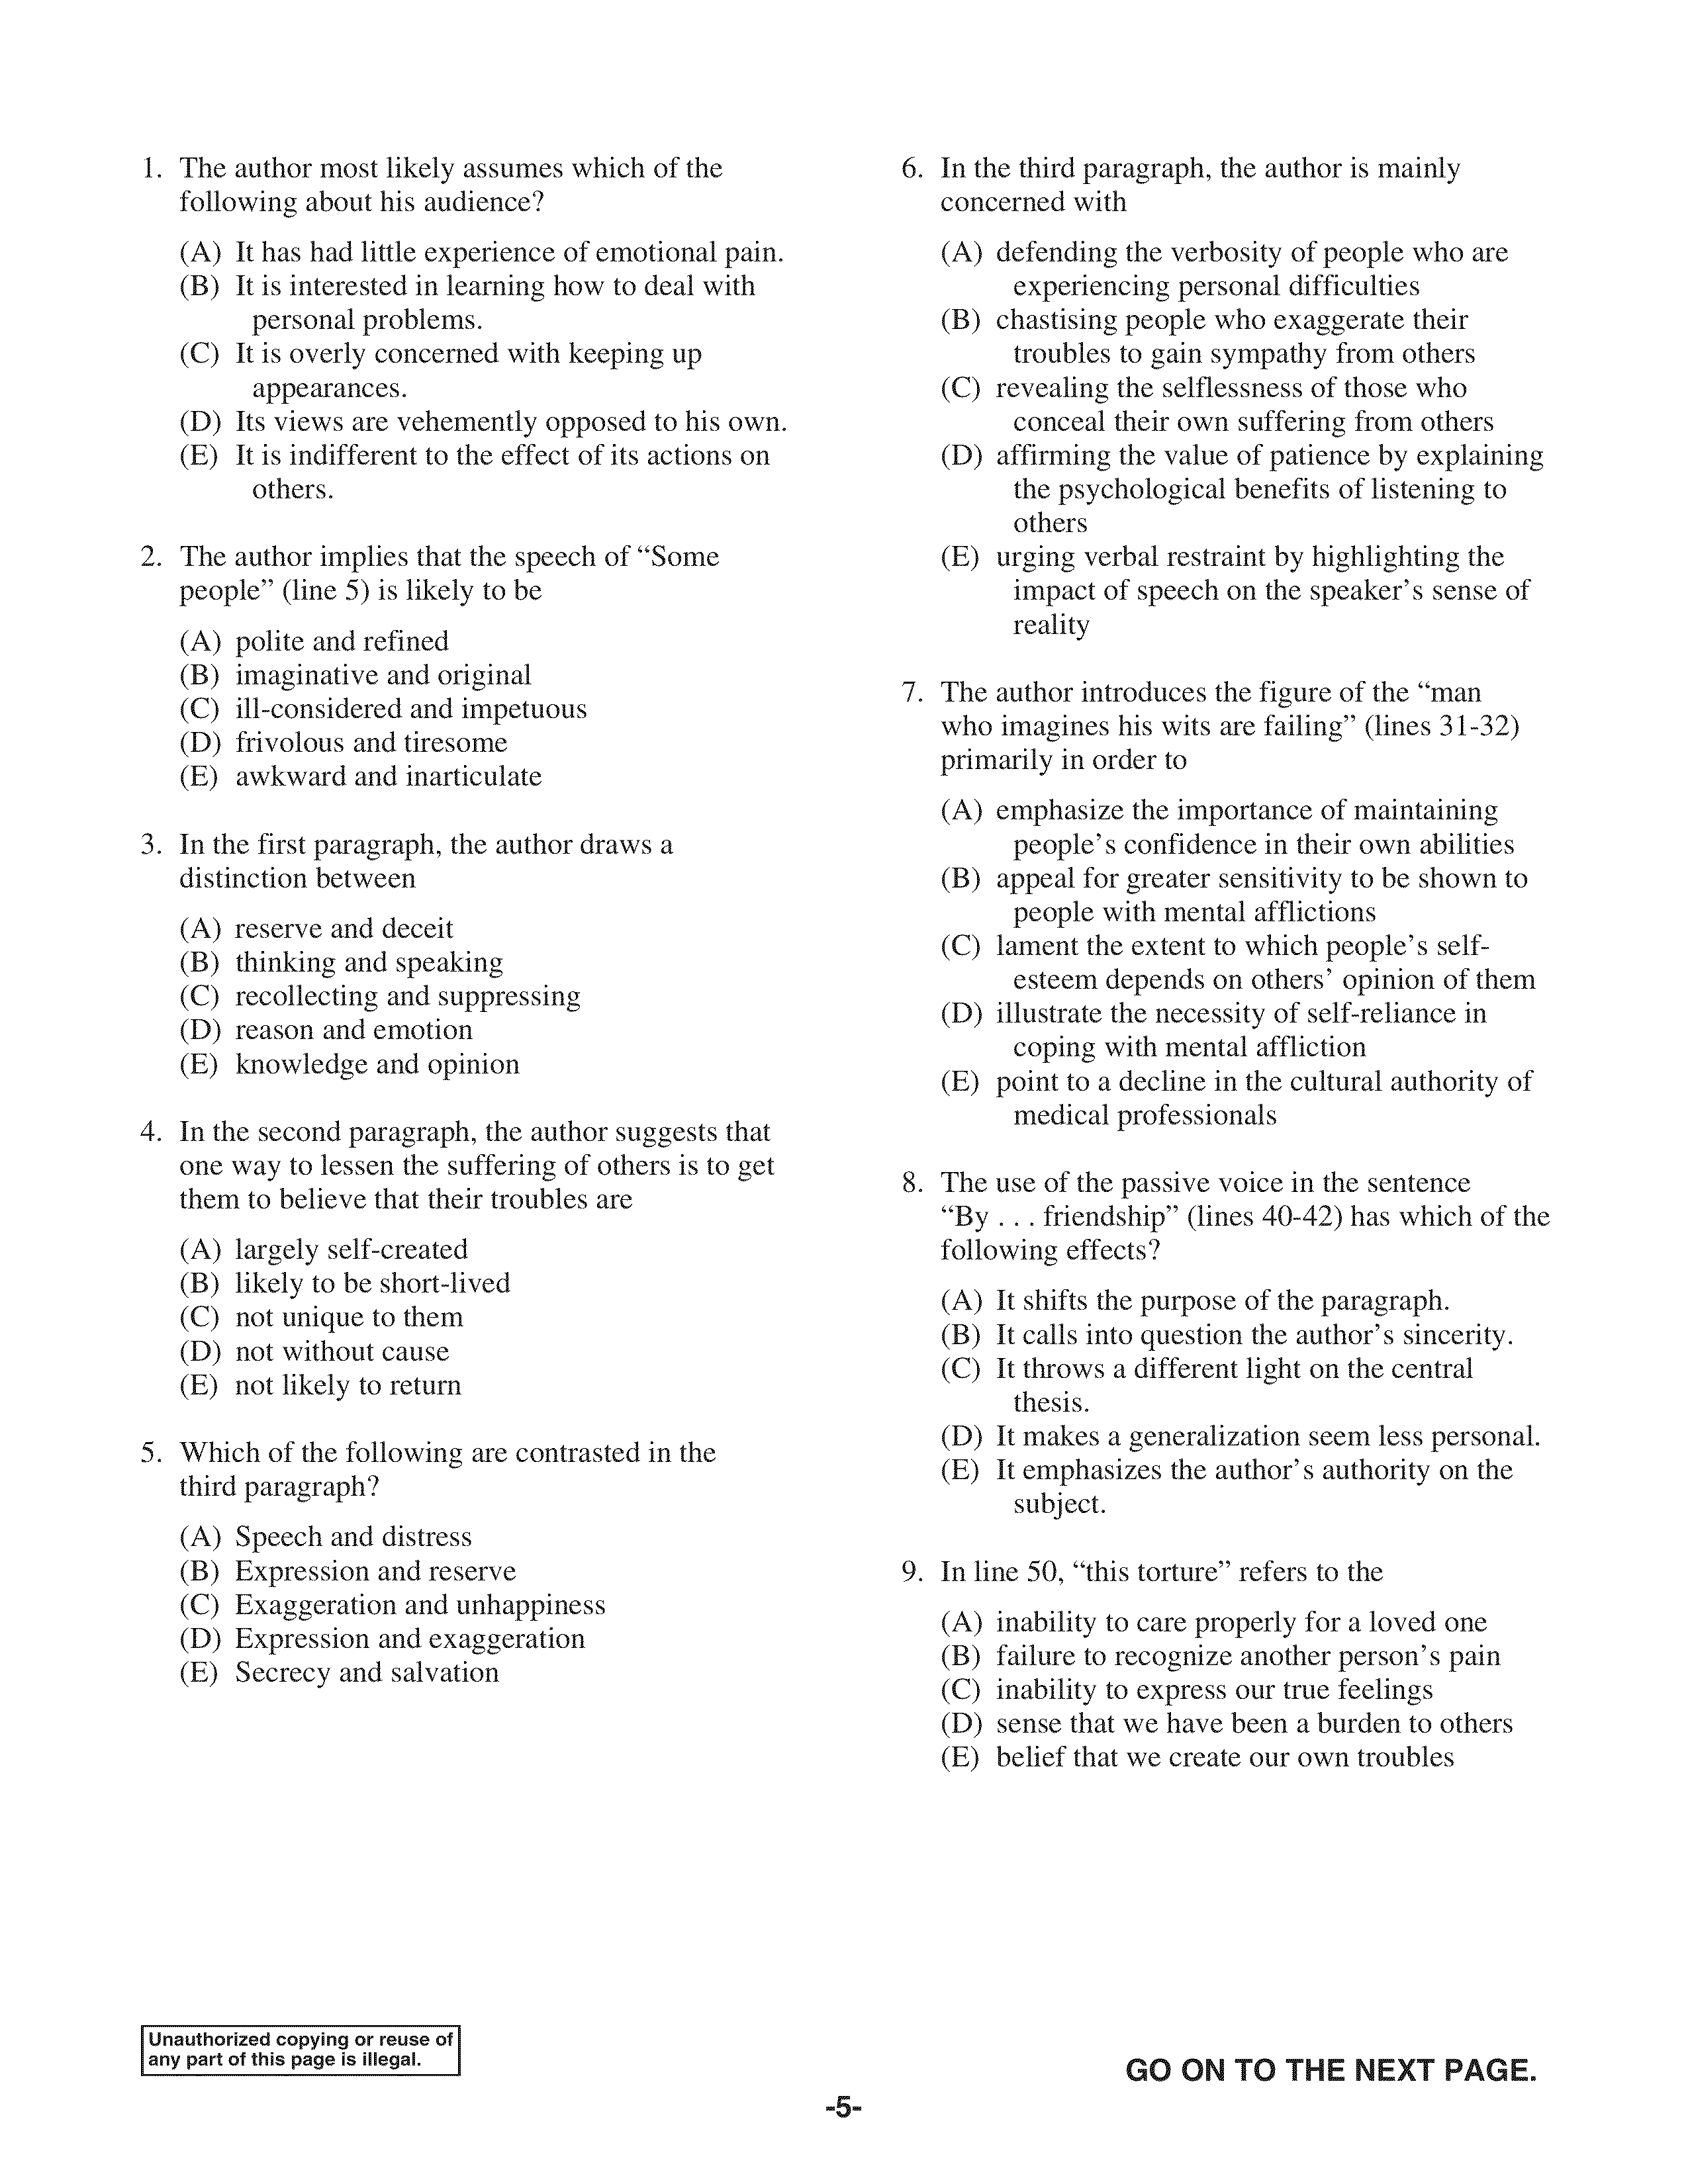 1. The author most likely assumes which of the
following about his audience?
(A) It has had little experience of emotional pain.
(B) It is interested in learning how to deal with
personal problems.
(C) It is overly concerned with keeping up
appearances.
(D) Its views are vehemently opposed to his own.
(E) It is indifferent to the effect of its actions on
others.
2. The author implies that the speech of “Some
people” (line 5) is likely to be
(A) polite and refined
(B) imaginative and original
(C) ill-considered and impetuous
(D) frivolous and tiresome
(E) awkward and inarticulate
3. In the first paragraph, the author draws a
distinction between
(A) reserve and deceit
(B) thinking and speaking
(C) recollecting and suppressing
(D) reason and emotion
(E) knowledge and opinion
4. In the second paragraph, the author suggests that
one way to lessen the suffering of others is to get
them to believe that their troubles are
(A) largely self-created
(B) likely to be short-lived
(C) not unique to them
(D) not without cause
(E) not likely to return
5. Which of the following are contrasted in the
third paragraph?
(A) Speech and distress
(B) Expression and reserve
(C) Exaggeration and unhappiness
(D) Expression and exaggeration
(E) Secrecy and salvation
6. In the third paragraph, the author is mainly
concerned with
(A) defending the verbosity of people who are
experiencing personal difficulties
(B) chastising people who exaggerate their
troubles to gain sympathy from others
(C) revealing the selflessness of those who
conceal their own suffering from others
(D) affirming the value of patience by explaining
the psychological benefits of listening to
others
(E) urging verbal restraint by highlighting the
impact of speech on the speaker’s sense of
reality
7. The author introduces the figure of the “man
who imagines his wits are failing” (lines 31-32)
primarily in order to
(A) emphasize the importance of maintaining
people’s confidence in their own abilities
(B) appeal for greater sensitivity to be shown to
people with mental afflictions
(C) lament the extent to which people’s self-
esteem depends on others’ opinion of them
(D) illustrate the necessity of self-reliance in
coping with mental affliction
(E) point to a decline in the cultural authority of
medical professionals
8. The use of the passive voice in the sentence
“By . . . friendship” (lines 40-42) has which of the
following effects?
(A) It shifts the purpose of the paragraph.
(B) It calls into question the author’s sincerity.
(C) It throws a different light on the central
thesis.
(D) It makes a generalization seem less personal.
(E) It emphasizes the author’s authority on the
subject.
9. In line 50, “this torture” refers to the
(A) inability to care properly for a loved one
(B) failure to recognize another person’s pain
(C) inability to express our true feelings
(D) sense that we have been a burden to others
(E) belief that we create our own troubles
Unauthorized copying or reuse of
any part of this page is illegal.
GO ON TO THE NEXT PAGE.
-5-